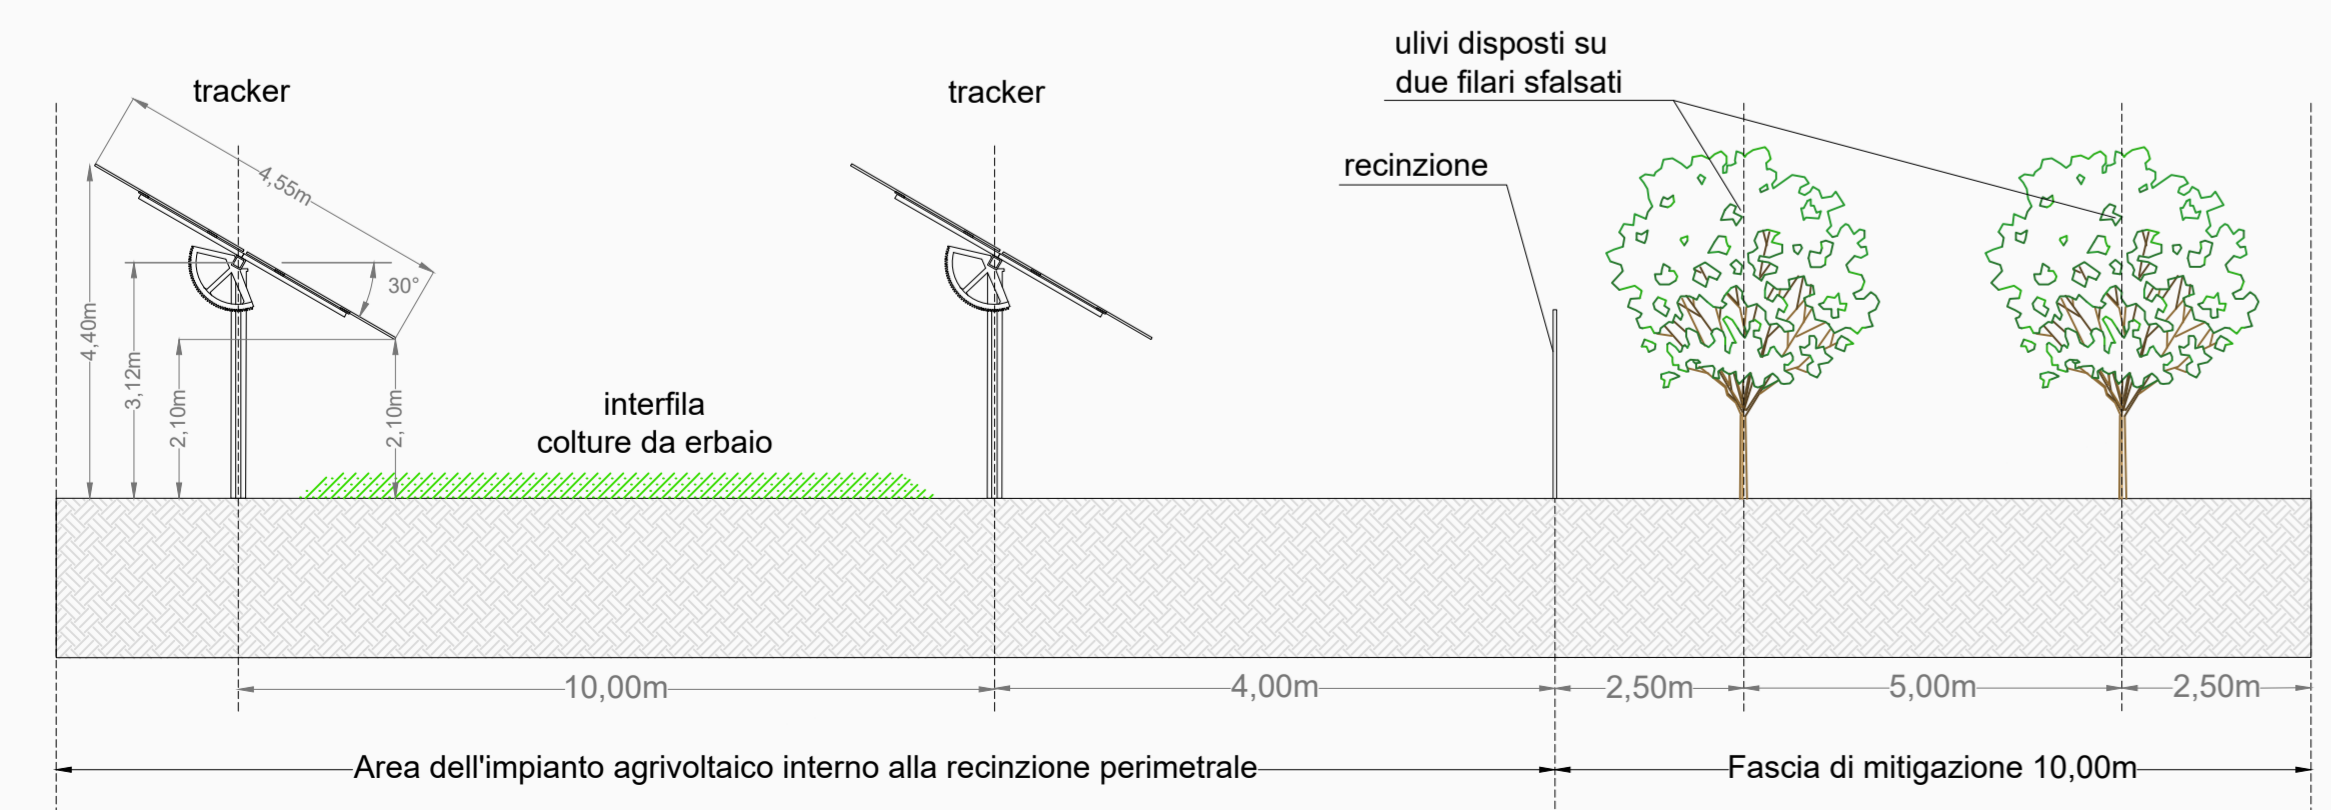 ulivi disposti su
due filari sfalsati
tracker
tracker
recinzione
4,55m
30°
4,40m
3,12m
2,10m
2,10m
interfila
colture da erbaio
10,00m
4,00m
2,50m
5,00m
2,50m
Area dell'impianto agrivoltaico interno alla recinzione perimetrale
Fascia di mitigazione 10,00m